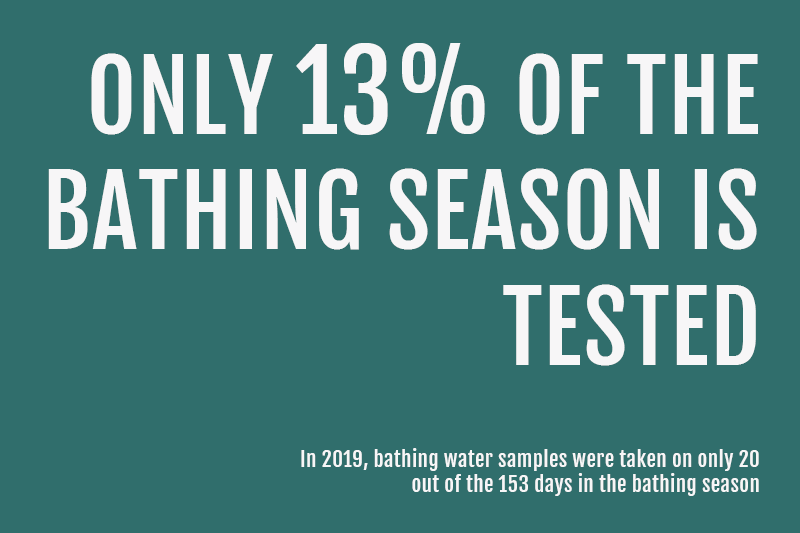 ONLY 13% OF THE
BATHING SEASON IS
TESTED
In 2019, bathing water samples were taken on only 20
out of the 153 days in the bathing season